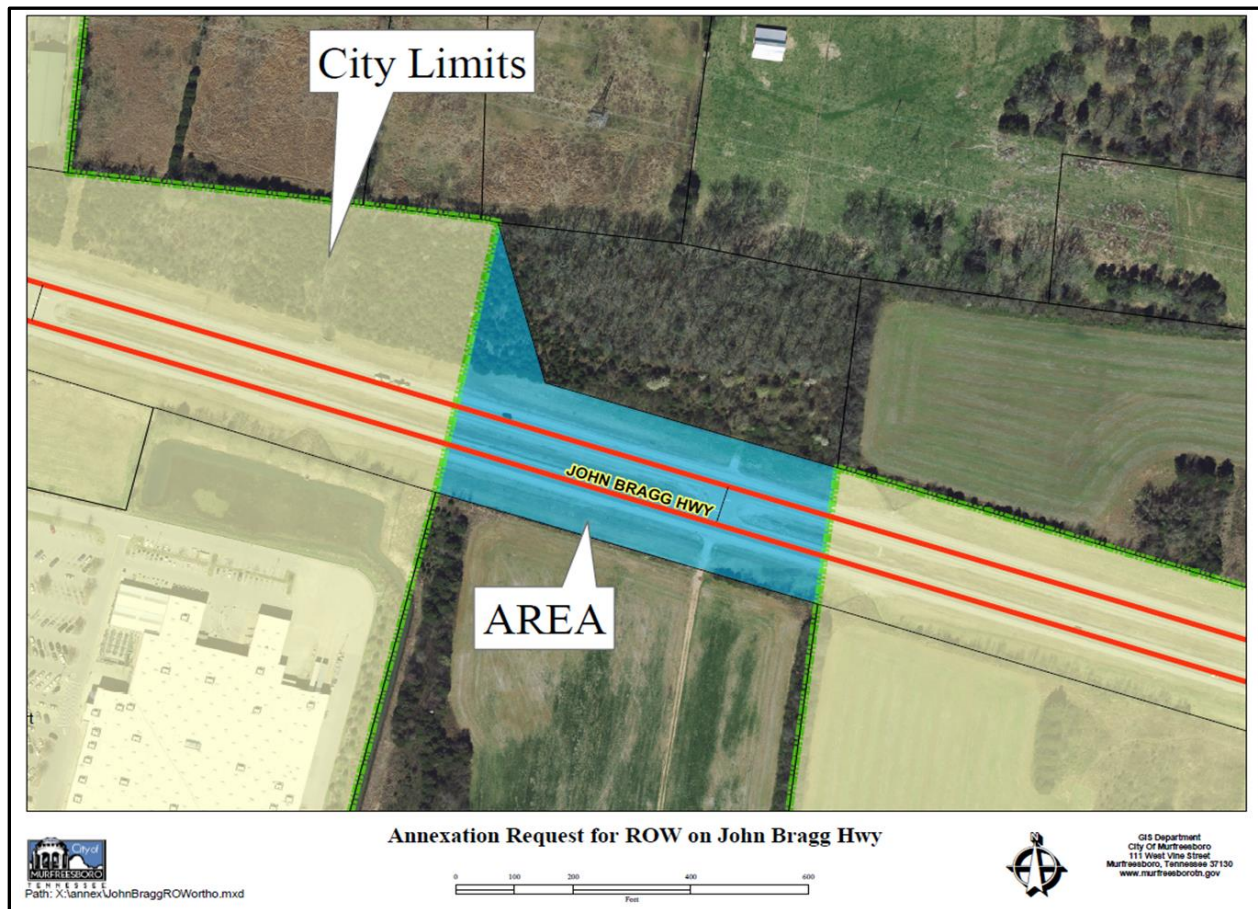 City Limits
JOHN BRAGG HWY
AREA
rt
Annexation Request for ROW on John Bragg Hwy
City of
MURFREESBORO
TENNESSEE
Path: X:\annex\JohnBraggROWortho.mxd
0 100 200 400 600
Feet
N
GIS Department
City Of Murfreesboro
111 West Vine Street
Murfreesboro, Tennessee 37130
www.murfreesborotn.gov